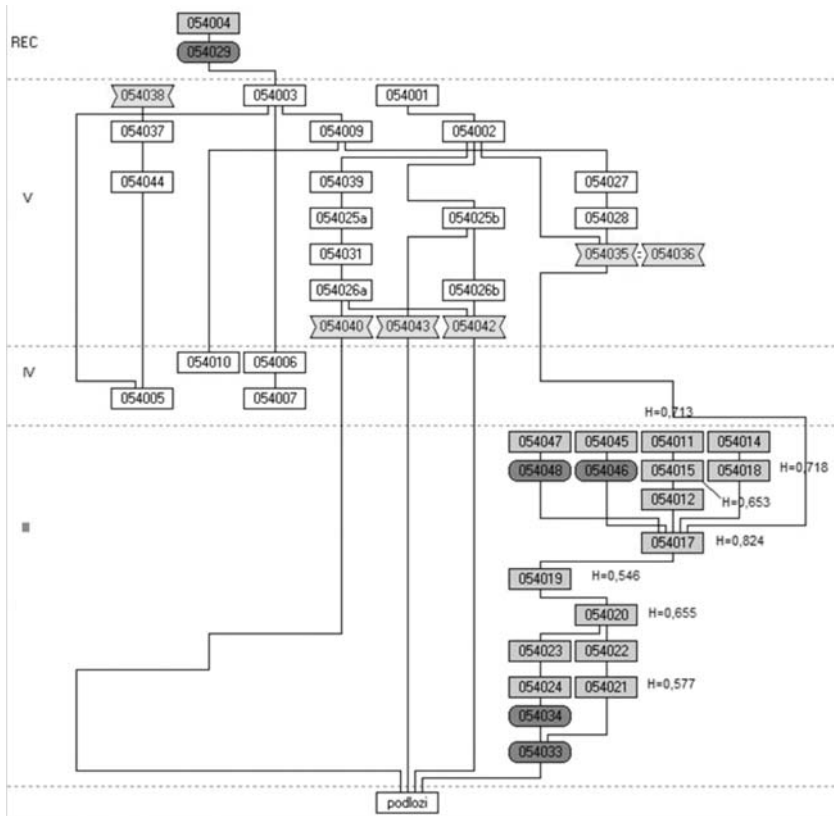 054004
REC
054029
054038 054003 054001
054037 054009 054002
054044 054039 054027
V
054025a 054025b 054028
054031 054035 = 054036
054026a 054026b
054040 054043 054042
054010 054006
IV
054005 054007
H=0,713
054047 054045 054011 054014
054048 054046 054015 054018 H=0,718
054012 H=0,653
054017 H=0,824
054019 H=0,546
054020 H=0,655
054023 054022
054024 054021 H=0,577
054034
054033
podlozi